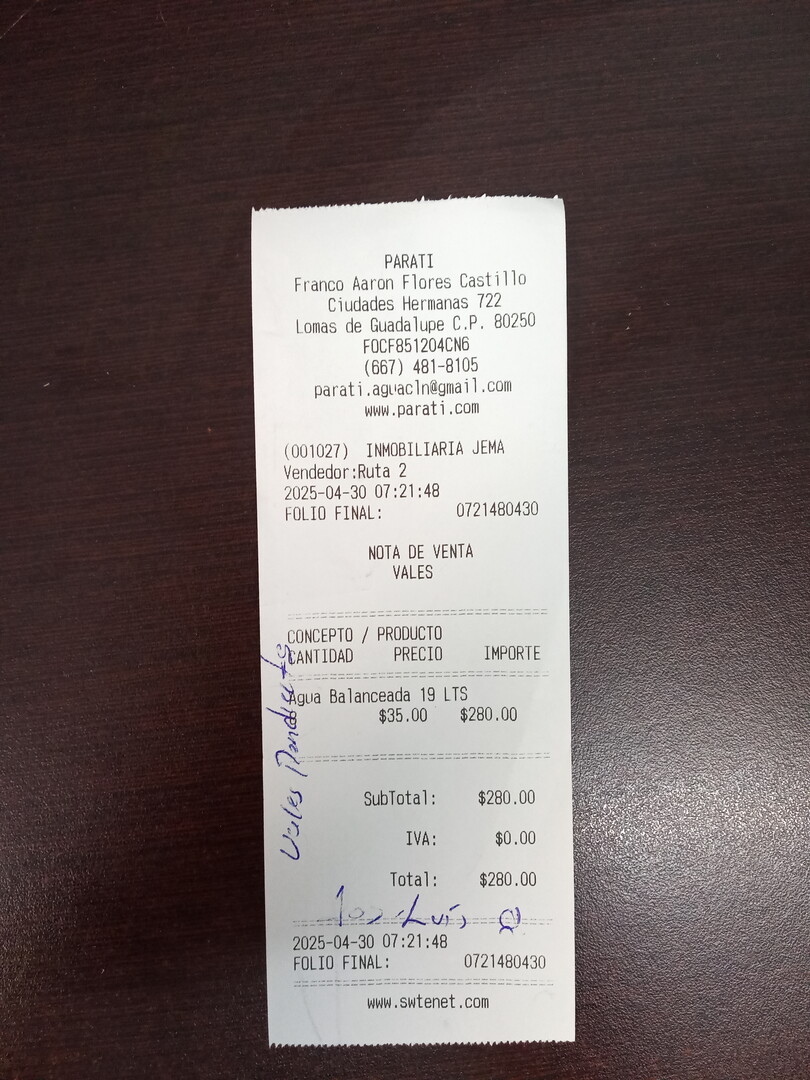 PARATI
Franco Aaron Flores Castillo
Ciudades Hermanas 722
Lomas de Guadalupe C.P. 80250
FOCF851204CN6
(667) 481-8105
parati.aguacln@gmail.com
www.parati.com
(001027) INMOBILIARIA JEMA
Vendedor:Ruta 2
2025-04-30 07:21:48
FOLIO FINAL: 0721480430
NOTA DE VENTA
VALES
CONCEPTO / PRODUCTO
CANTIDAD PRECIO IMPORTE
Agua Balanceada 19 LTS
8 $35.00 $280.00
SubTotal: $280.00
IVA: $0.00
Total: $280.00
Luis
2025-04-30 07:21:48
FOLIO FINAL: 0721480430
www.swtenet.com
Vales